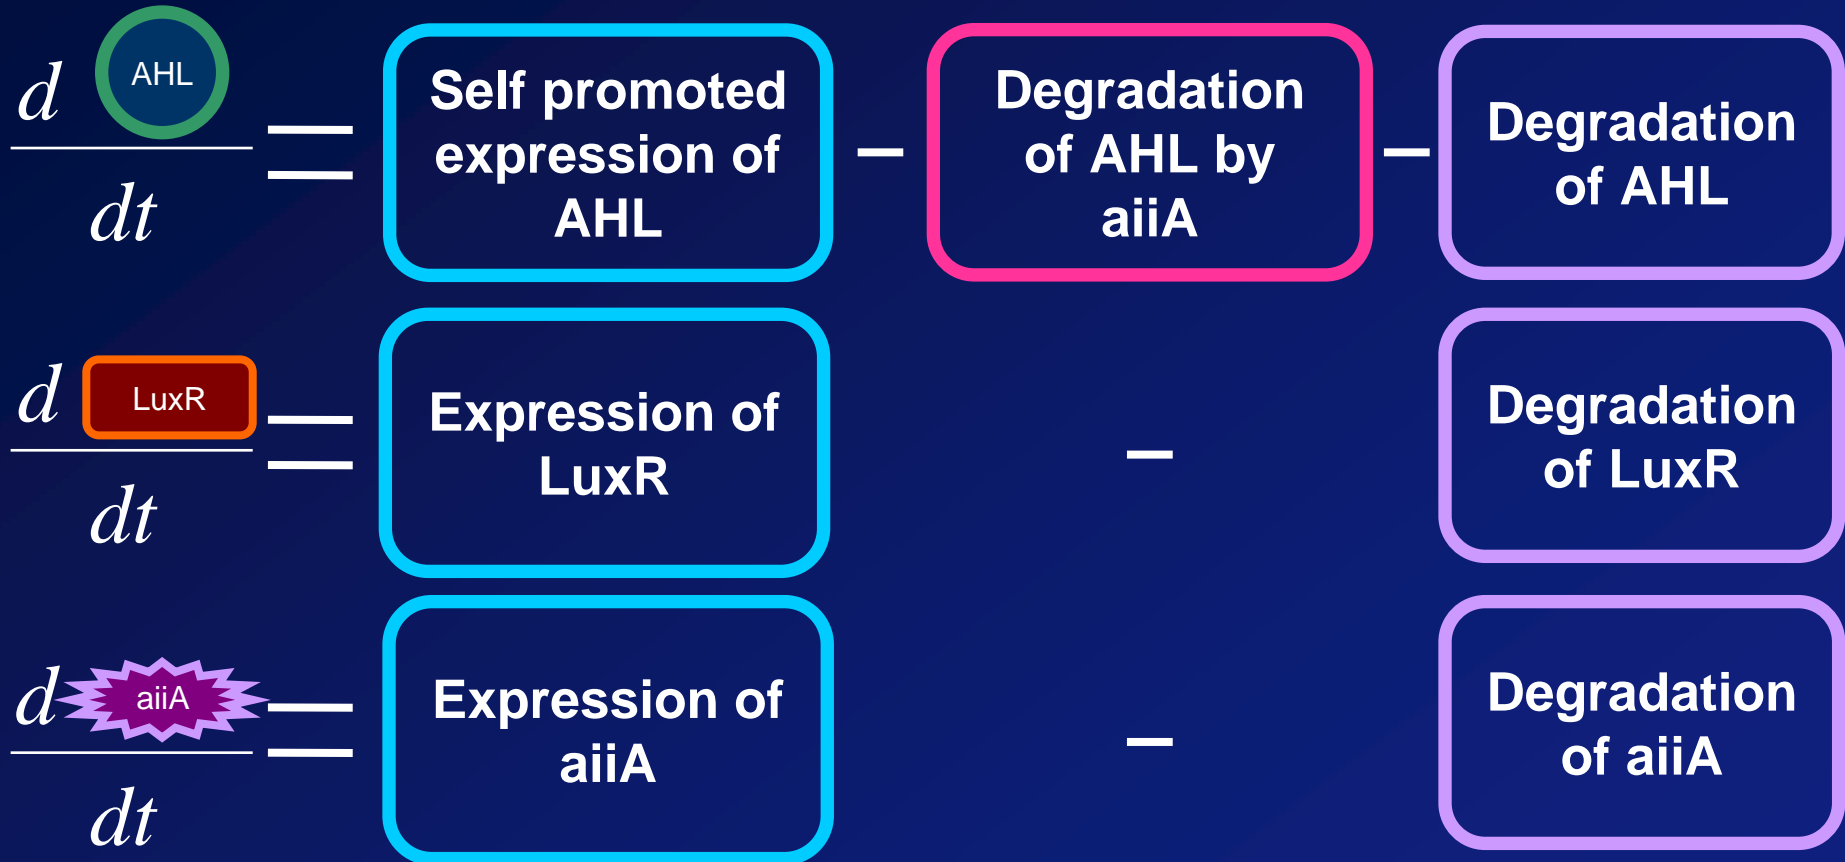 d AHL
dt
=
Self promoted
expression of
AHL
–
Degradation
of AHL by
aiiA
–
Degradation
of AHL
d LuxR
dt
=
Expression of
LuxR
–
Degradation
of LuxR
d aiiA
dt
=
Expression of
aiiA
–
Degradation
of aiiA